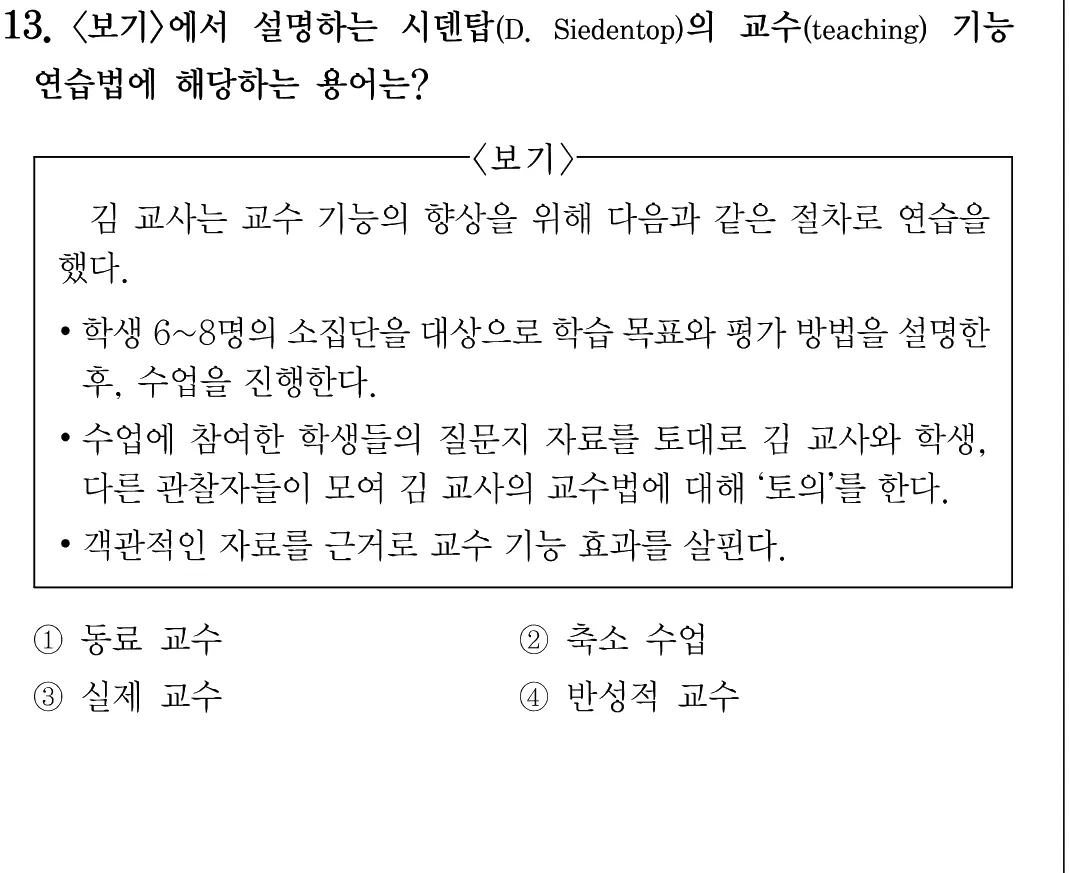 13. 〈보기〉에서 설명하는 시덴탑(D. Siedentop)의 교수(teaching) 기능
연습법에 해당하는 용어는?
〈보기〉
김 교사는 교수 기능의 향상을 위해 다음과 같은 절차로 연습을
했다.
• 학생 6~8명의 소집단을 대상으로 학습 목표와 평가 방법을 설명한
후, 수업을 진행한다.
• 수업에 참여한 학생들의 질문지 자료를 토대로 김 교사와 학생,
다른 관찰자들이 모여 김 교사의 교수법에 대해 ‘토의’를 한다.
• 객관적인 자료를 근거로 교수 기능 효과를 살핀다.
① 동료 교수 ② 축소 수업
③ 실제 교수 ④ 반성적 교수